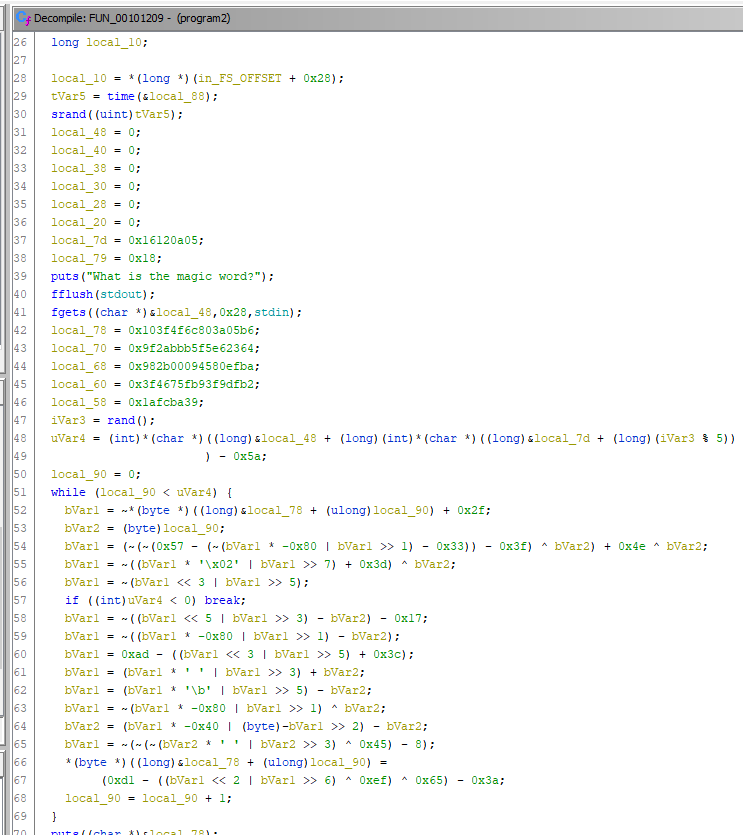 Decompile: FUN_00101209 - (program2)
26 long local_10;
27
28 local_10 = *(long *)(in_FS_OFFSET + 0x28);
29 tVar5 = time(&local_88);
30 srand((uint)tVar5);
31 local_48 = 0;
32 local_40 = 0;
33 local_38 = 0;
34 local_30 = 0;
35 local_28 = 0;
36 local_20 = 0;
37 local_7d = 0x16120a05;
38 local_79 = 0x18;
39 puts("What is the magic word?");
40 fflush(stdout);
41 fgets((char *)&local_48,0x28,stdin);
42 local_78 = 0x103f4f6c803a05b6;
43 local_70 = 0x9f2abbb5f5e62364;
44 local_68 = 0x982b00094580efba;
45 local_60 = 0x3f4675fb93f9dfb2;
46 local_58 = 0x1afcba39;
47 iVar3 = rand();
48 uVar4 = (int)*(char *)((long)&local_48 + (long)(int)*(char *)((long)&local_7d + (long)(iVar3 % 5))
49 ) - 0x5a;
50 local_90 = 0;
51 while (local_90 < uVar4) {
52 bVar1 = ~*(byte *)((long)&local_78 + (ulong)local_90) + 0x2f;
53 bVar2 = (byte)local_90;
54 bVar1 = (~(~(0x57 - (~(bVar1 * -0x80 | bVar1 >> 1) - 0x33)) - 0x3f) ^ bVar2) + 0x4e ^ bVar2;
55 bVar1 = ~((bVar1 * '\x02' | bVar1 >> 7) + 0x3d) ^ bVar2;
56 bVar1 = ~(bVar1 << 3 | bVar1 >> 5);
57 if ((int)uVar4 < 0) break;
58 bVar1 = ~((bVar1 << 5 | bVar1 >> 3) - bVar2) - 0x17;
59 bVar1 = ~((bVar1 * -0x80 | bVar1 >> 1) - bVar2);
60 bVar1 = 0xad - ((bVar1 << 3 | bVar1 >> 5) + 0x3c);
61 bVar1 = (bVar1 * ' ' | bVar1 >> 3) + bVar2;
62 bVar1 = (bVar1 * '\b' | bVar1 >> 5) - bVar2;
63 bVar1 = ~(bVar1 * -0x80 | bVar1 >> 1) ^ bVar2;
64 bVar2 = (bVar1 * -0x40 | (byte)-bVar1 >> 2) - bVar2;
65 bVar1 = ~(~(~(bVar2 * ' ' | bVar2 >> 3) ^ 0x45) - 8);
66 *(byte *)((long)&local_78 + (ulong)local_90) =
67 (0xd1 - ((bVar1 << 2 | bVar1 >> 6) ^ 0xef) ^ 0x65) - 0x3a;
68 local_90 = local_90 + 1;
69 }
70 puts((char *)&local_78);